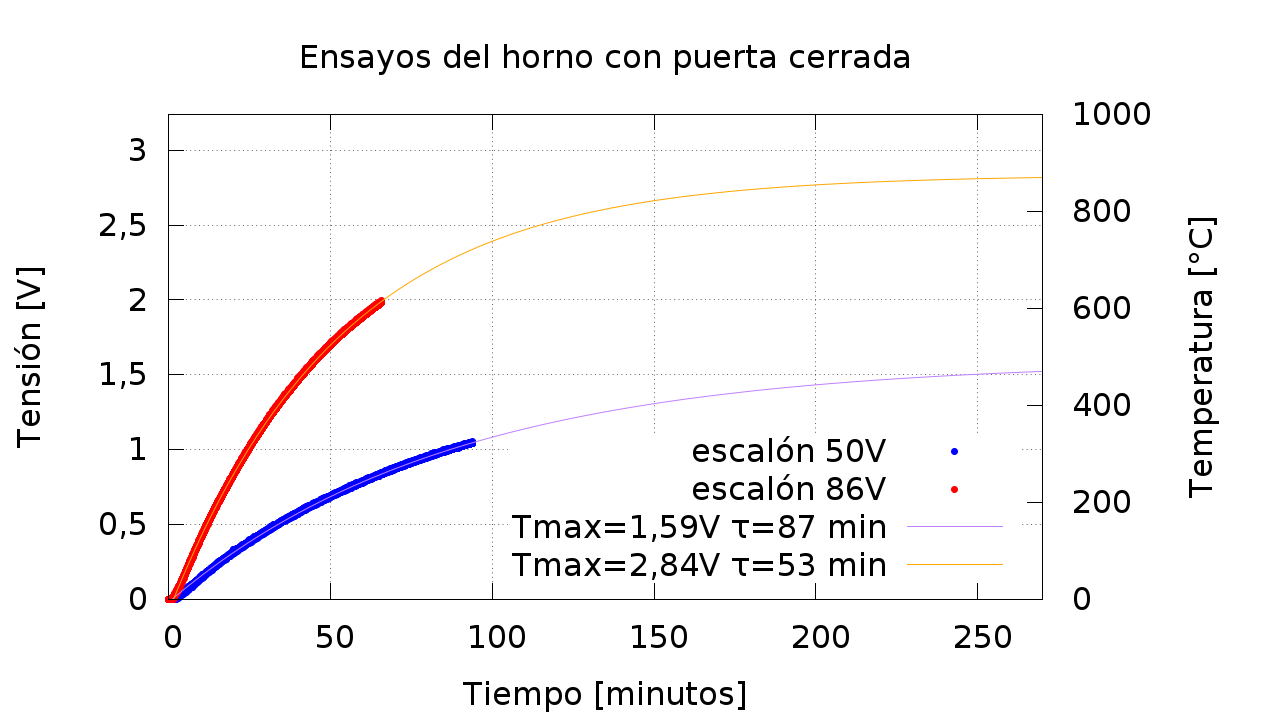 Ensayos del horno con puerta cerrada
Tensión [V]
3
2,5
2
1,5
1
0,5
0
1000
800
600
400
200
0
Temperatura [°C]
escalón 50V
escalón 86V
Tmax=1,59V τ=87 min
Tmax=2,84V τ=53 min
0 50 100 150 200 250
Tiempo [minutos]